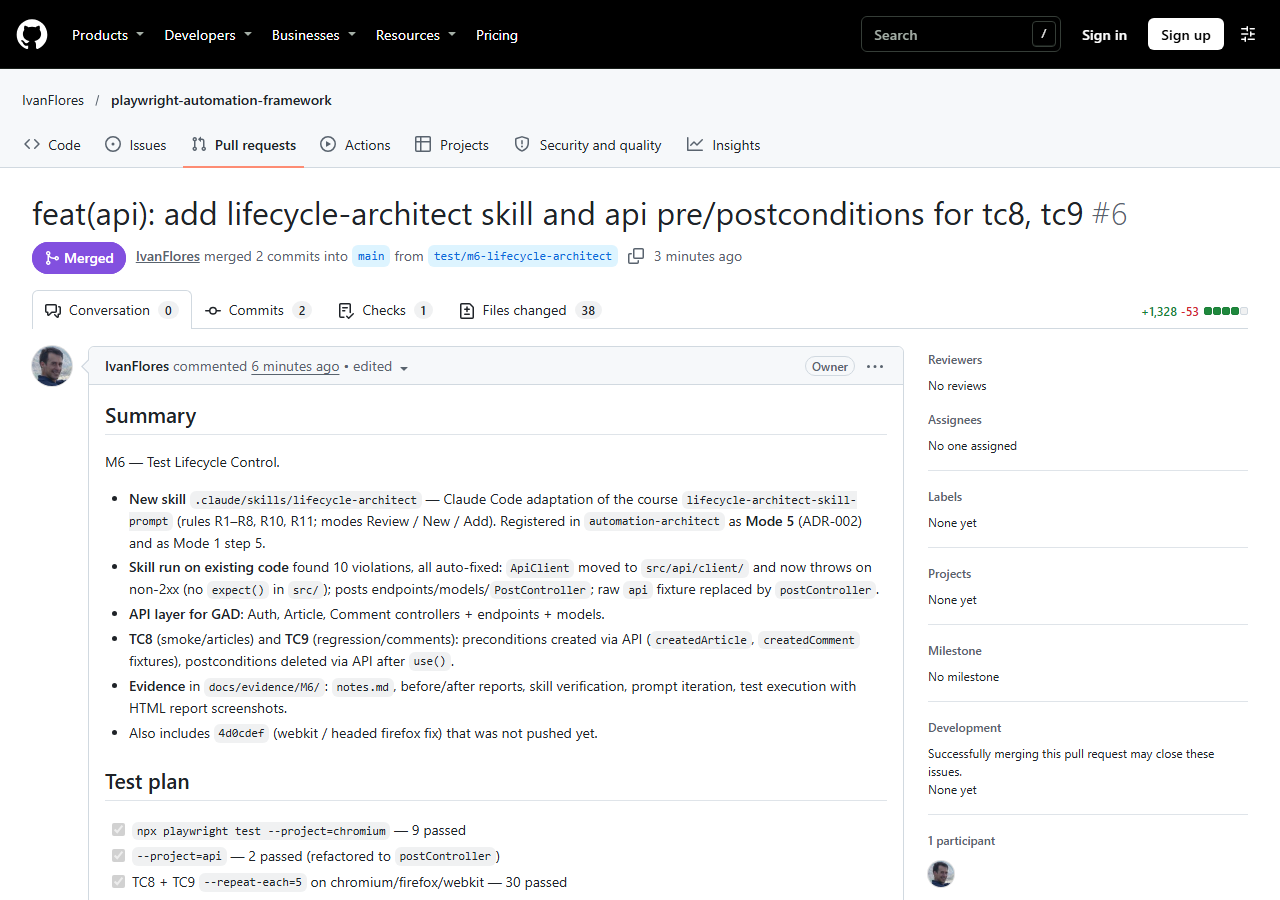 Products Developers Businesses Resources Pricing Search / Sign in Sign up
IvanFlores / playwright-automation-framework
Code Issues Pull requests Actions Projects Security and quality Insights
feat(api): add lifecycle-architect skill and api pre/postconditions for tc8, tc9 #6
Merged IvanFlores merged 2 commits into main from test/m6-lifecycle-architect 3 minutes ago
Conversation 0 Commits 2 Checks 1 Files changed 38 +1,328 -53
IvanFlores commented 6 minutes ago • edited Owner
Summary
M6 — Test Lifecycle Control.
New skill .claude/skills/lifecycle-architect — Claude Code adaptation of the course lifecycle-architect-skill-
prompt (rules R1–R8, R10, R11; modes Review / New / Add). Registered in automation-architect as Mode 5 (ADR-002)
and as Mode 1 step 5.
Skill run on existing code found 10 violations, all auto-fixed: ApiClient moved to src/api/client/ and now throws on
non-2xx (no expect() in src/ ); posts endpoints/models/ PostController ; raw api fixture replaced by postController .
API layer for GAD: Auth, Article, Comment controllers + endpoints + models.
TC8 (smoke/articles) and TC9 (regression/comments): preconditions created via API ( createdArticle , createdComment
fixtures), postconditions deleted via API after use() .
Evidence in docs/evidence/M6/ : notes.md , before/after reports, skill verification, prompt iteration, test execution with
HTML report screenshots.
Also includes 4d0cdef (webkit / headed firefox fix) that was not pushed yet.
Test plan
npx playwright test --project=chromium — 9 passed
--project=api — 2 passed (refactored to postController )
TC8 + TC9 --repeat-each=5 on chromium/firefox/webkit — 30 passed
Reviewers
No reviews
Assignees
No one assigned
Labels
None yet
Projects
None yet
Milestone
No milestone
Development
Successfully merging this pull request may close these
issues.
None yet
1 participant